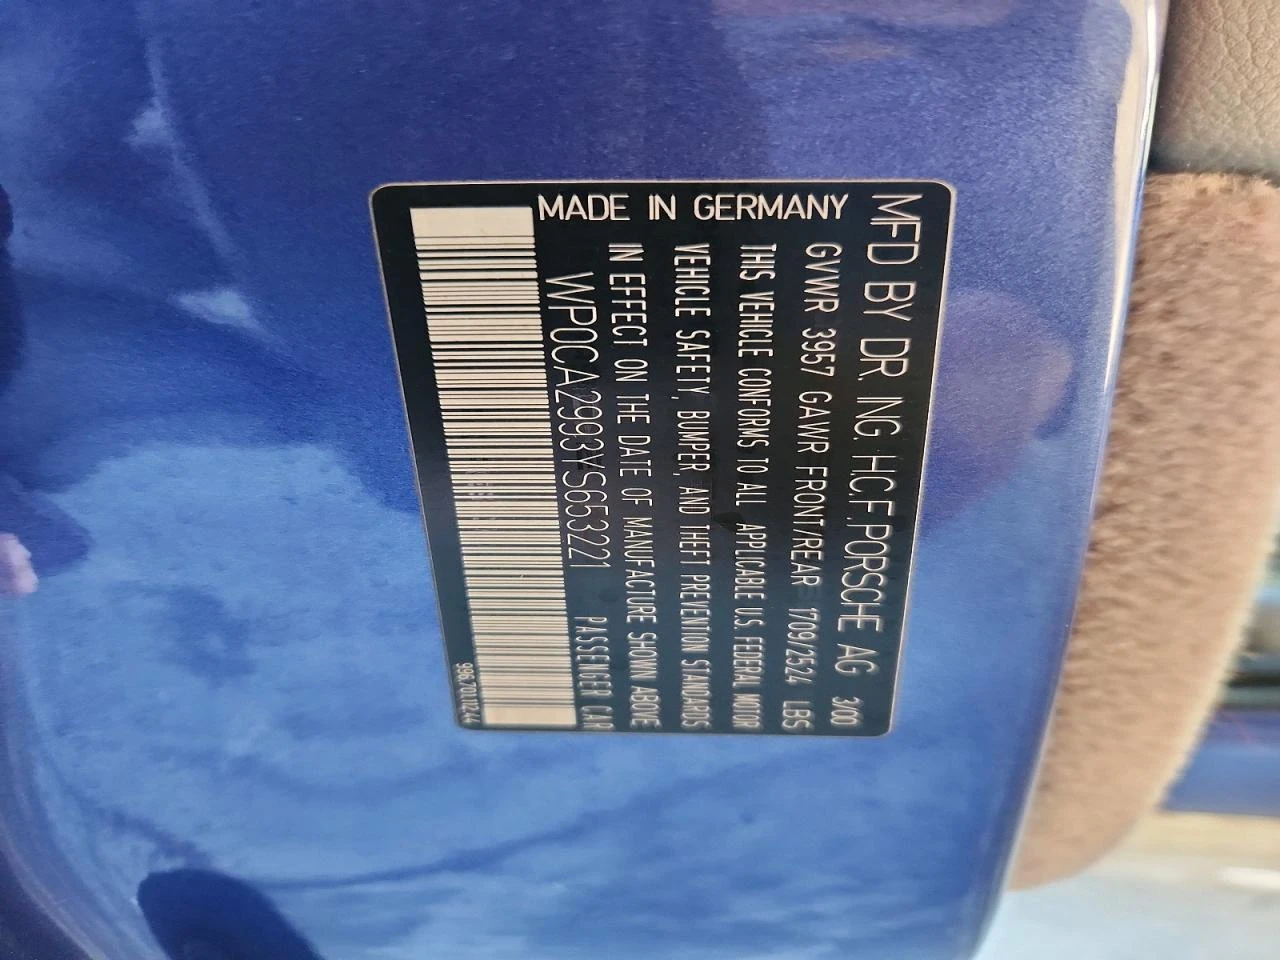 MFD BY DR. ING. H.C.F. PORSCHE AG 3/00
GVWR 3957 GAWR FRONT/REAR 1709/2524 LBS
THIS VEHICLE CONFORMS TO ALL APPLICABLE U.S. FEDERAL MOTOR
VEHICLE SAFETY, BUMPER, AND THEFT PREVENTION STANDARDS
IN EFFECT ON THE DATE OF MANUFACTURE SHOWN ABOVE
WP0CA2993YS653221 PASSENGER CAR
MADE IN GERMANY